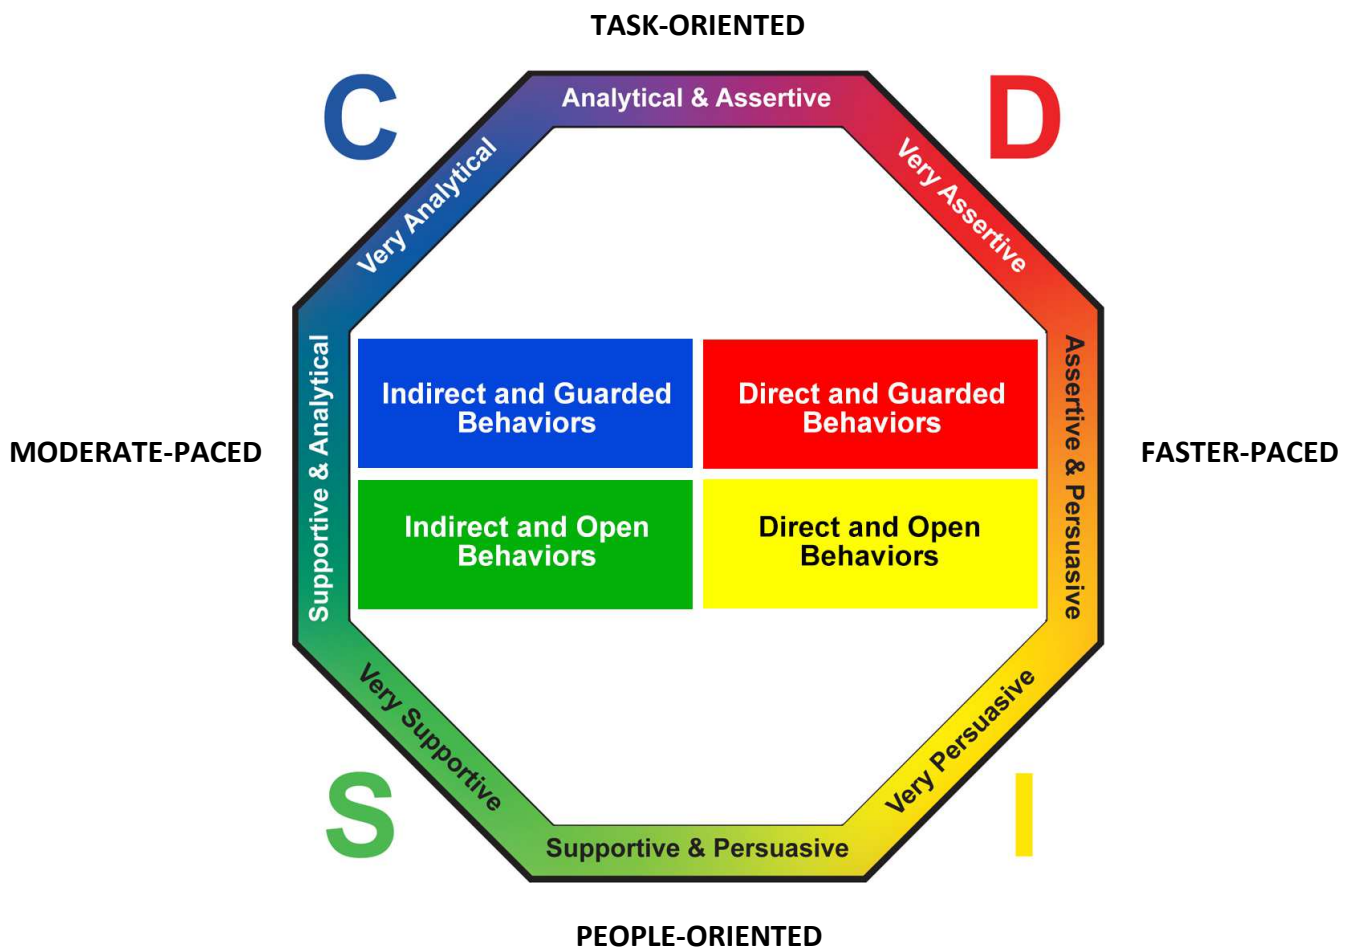 TASK-ORIENTED
C
D
Analytical & Assertive
Very Analytical
Very Assertive
Supportive & Analytical
Assertive & Persuasive
Indirect and Guarded
Behaviors
Direct and Guarded
Behaviors
MODERATE-PACED
FASTER-PACED
Indirect and Open
Behaviors
Direct and Open
Behaviors
Very Supportive
Very Persuasive
S
I
Supportive & Persuasive
PEOPLE-ORIENTED